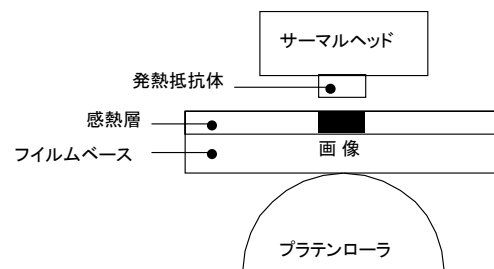 サーマルヘッド
発熱抵抗体
感熱層
フイルムベース
画 像
プラテンローラ